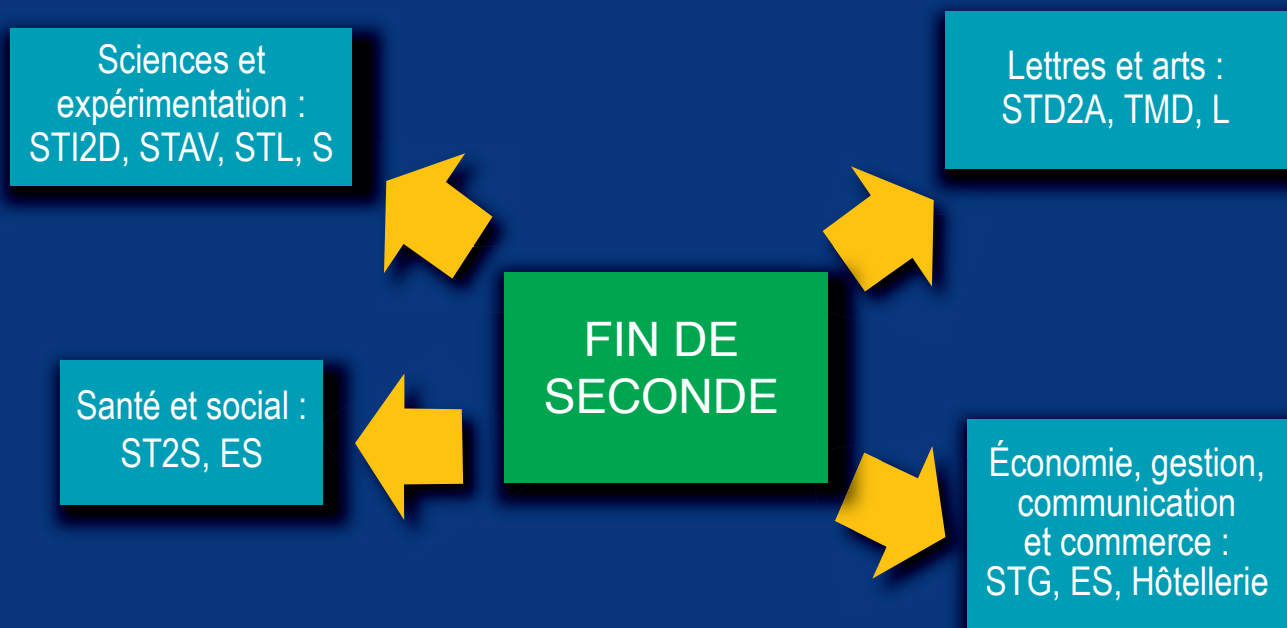 Sciences et
expérimentation :
STI2D, STAV, STL, S
Lettres et arts :
STD2A, TMD, L
FIN DE
SECONDE
Santé et social :
ST2S, ES
Économie, gestion,
communication
et commerce :
STG, ES, Hôtellerie